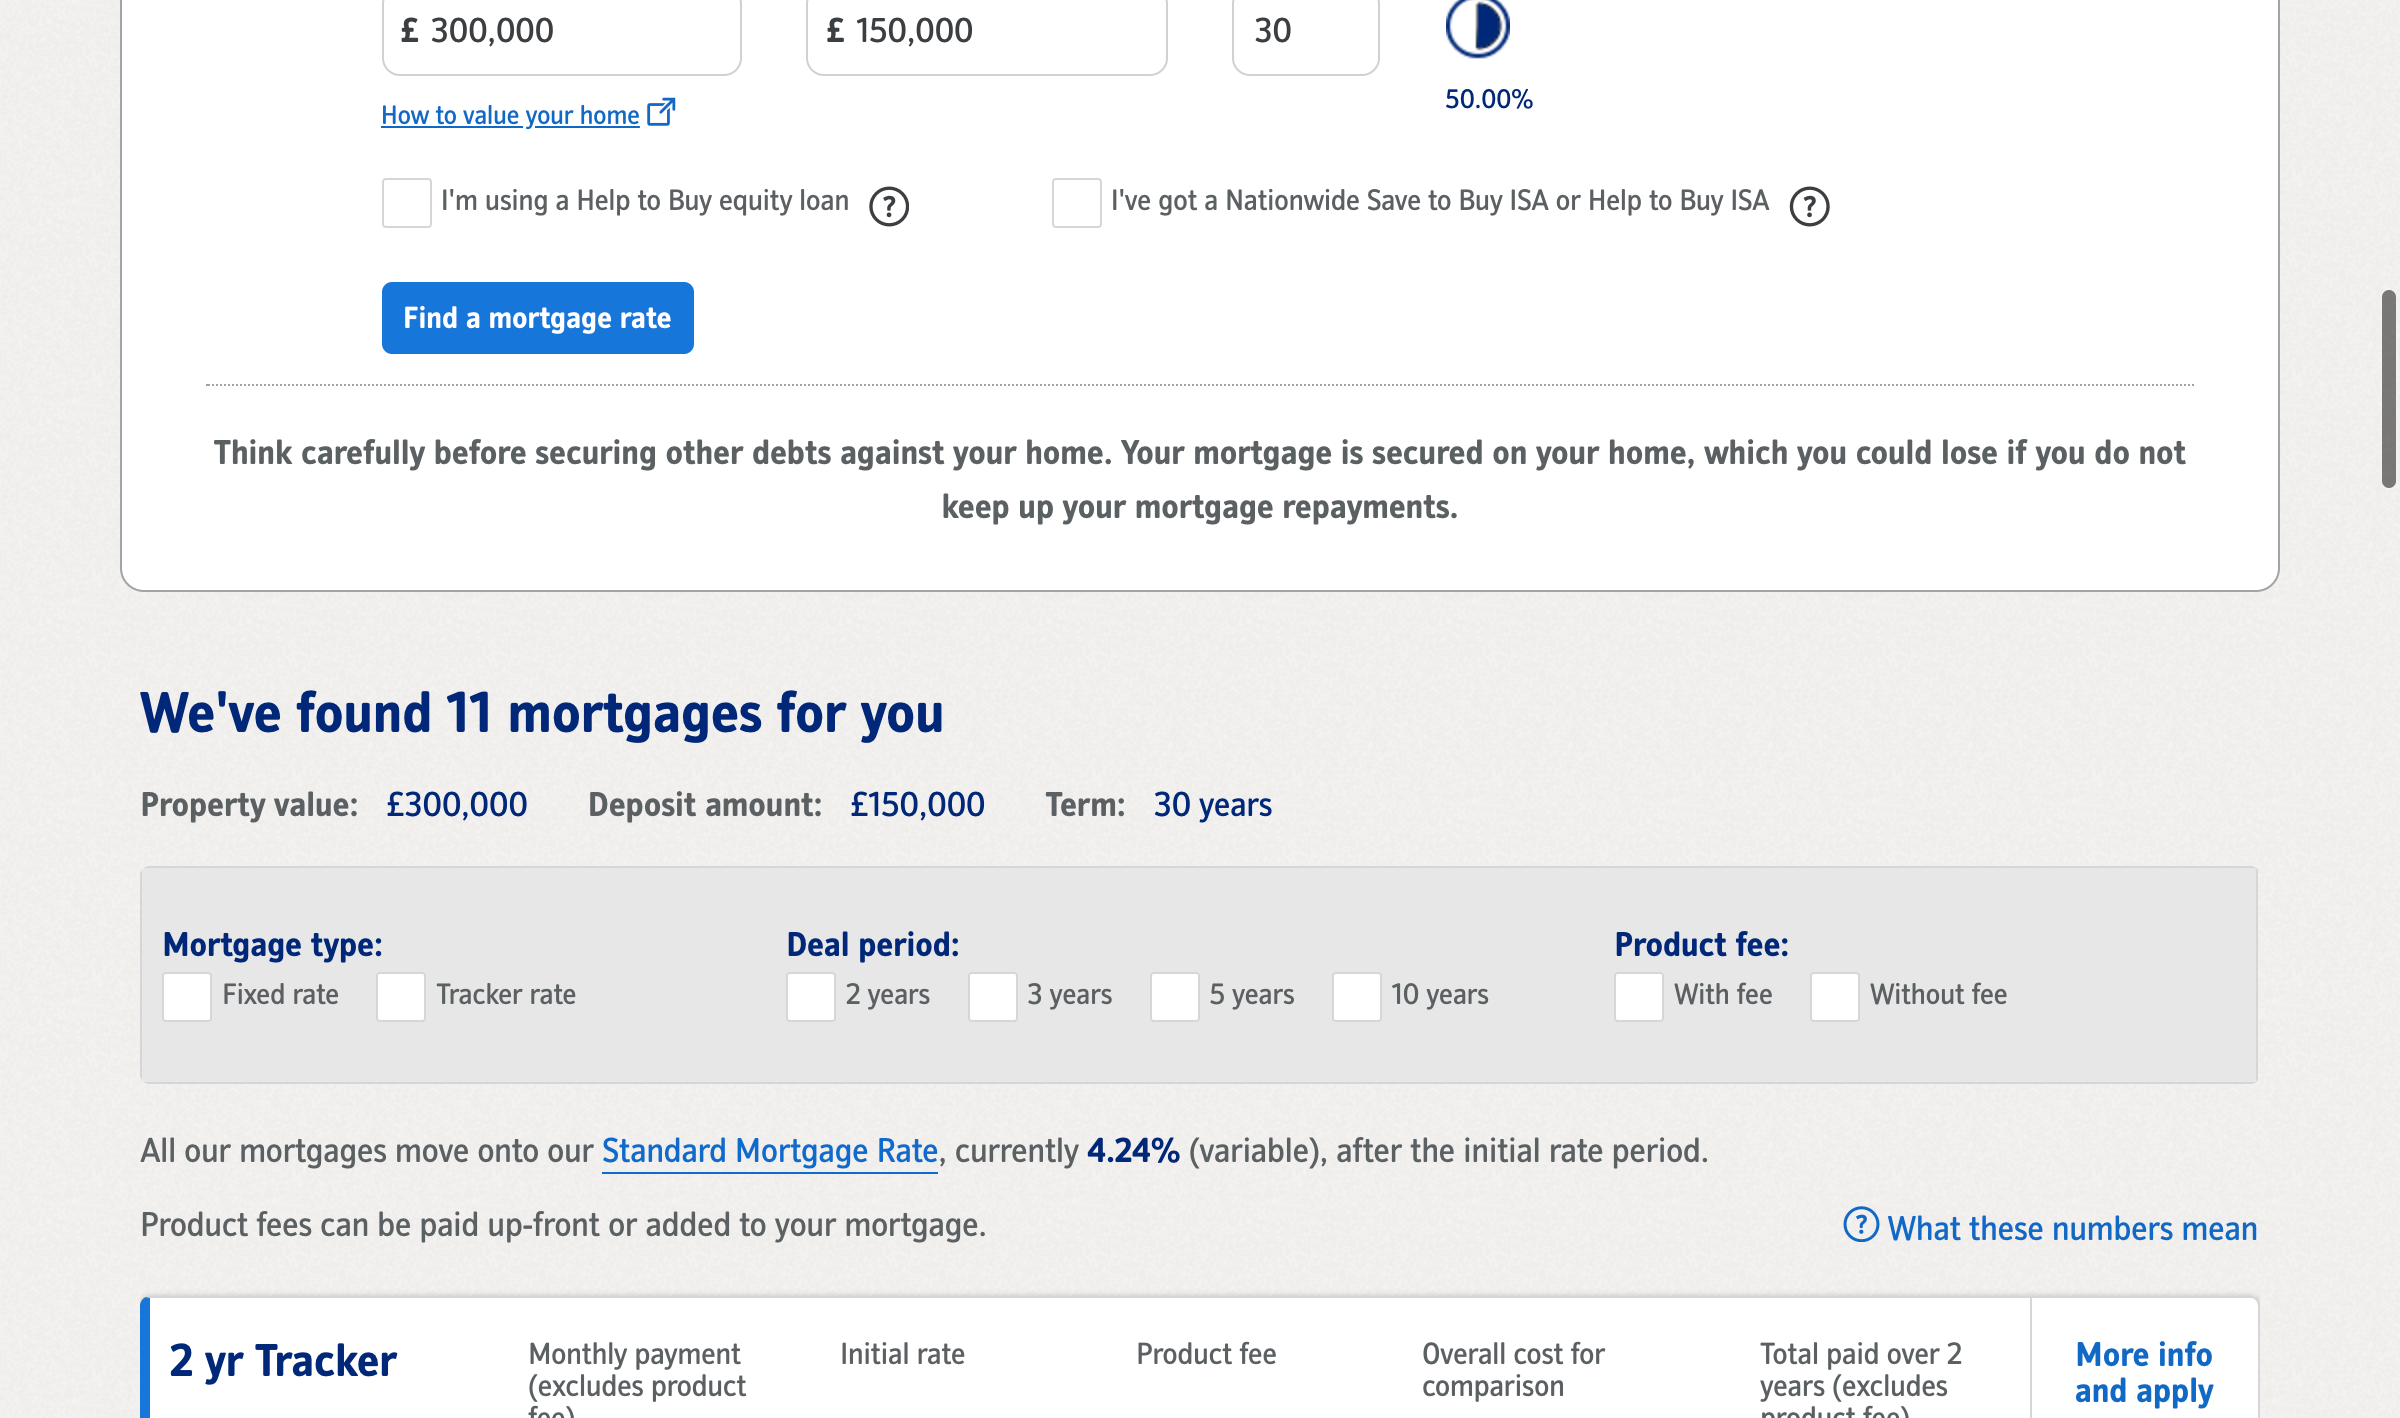 £ 300,000
£ 150,000
30
50.00%
How to value your home
I'm using a Help to Buy equity loan ?
I've got a Nationwide Save to Buy ISA or Help to Buy ISA ?
Find a mortgage rate
Think carefully before securing other debts against your home. Your mortgage is secured on your home, which you could lose if you do not
keep up your mortgage repayments.
We've found 11 mortgages for you
Property value: £300,000 Deposit amount: £150,000 Term: 30 years
Mortgage type:
Fixed rate Tracker rate
Deal period:
2 years 3 years 5 years 10 years
Product fee:
With fee Without fee
All our mortgages move onto our Standard Mortgage Rate, currently 4.24% (variable), after the initial rate period.
Product fees can be paid up-front or added to your mortgage.
? What these numbers mean
2 yr Tracker
Monthly payment
(excludes product
fee)
Initial rate
Product fee
Overall cost for
comparison
Total paid over 2
years (excludes
product fee)
More info
and apply